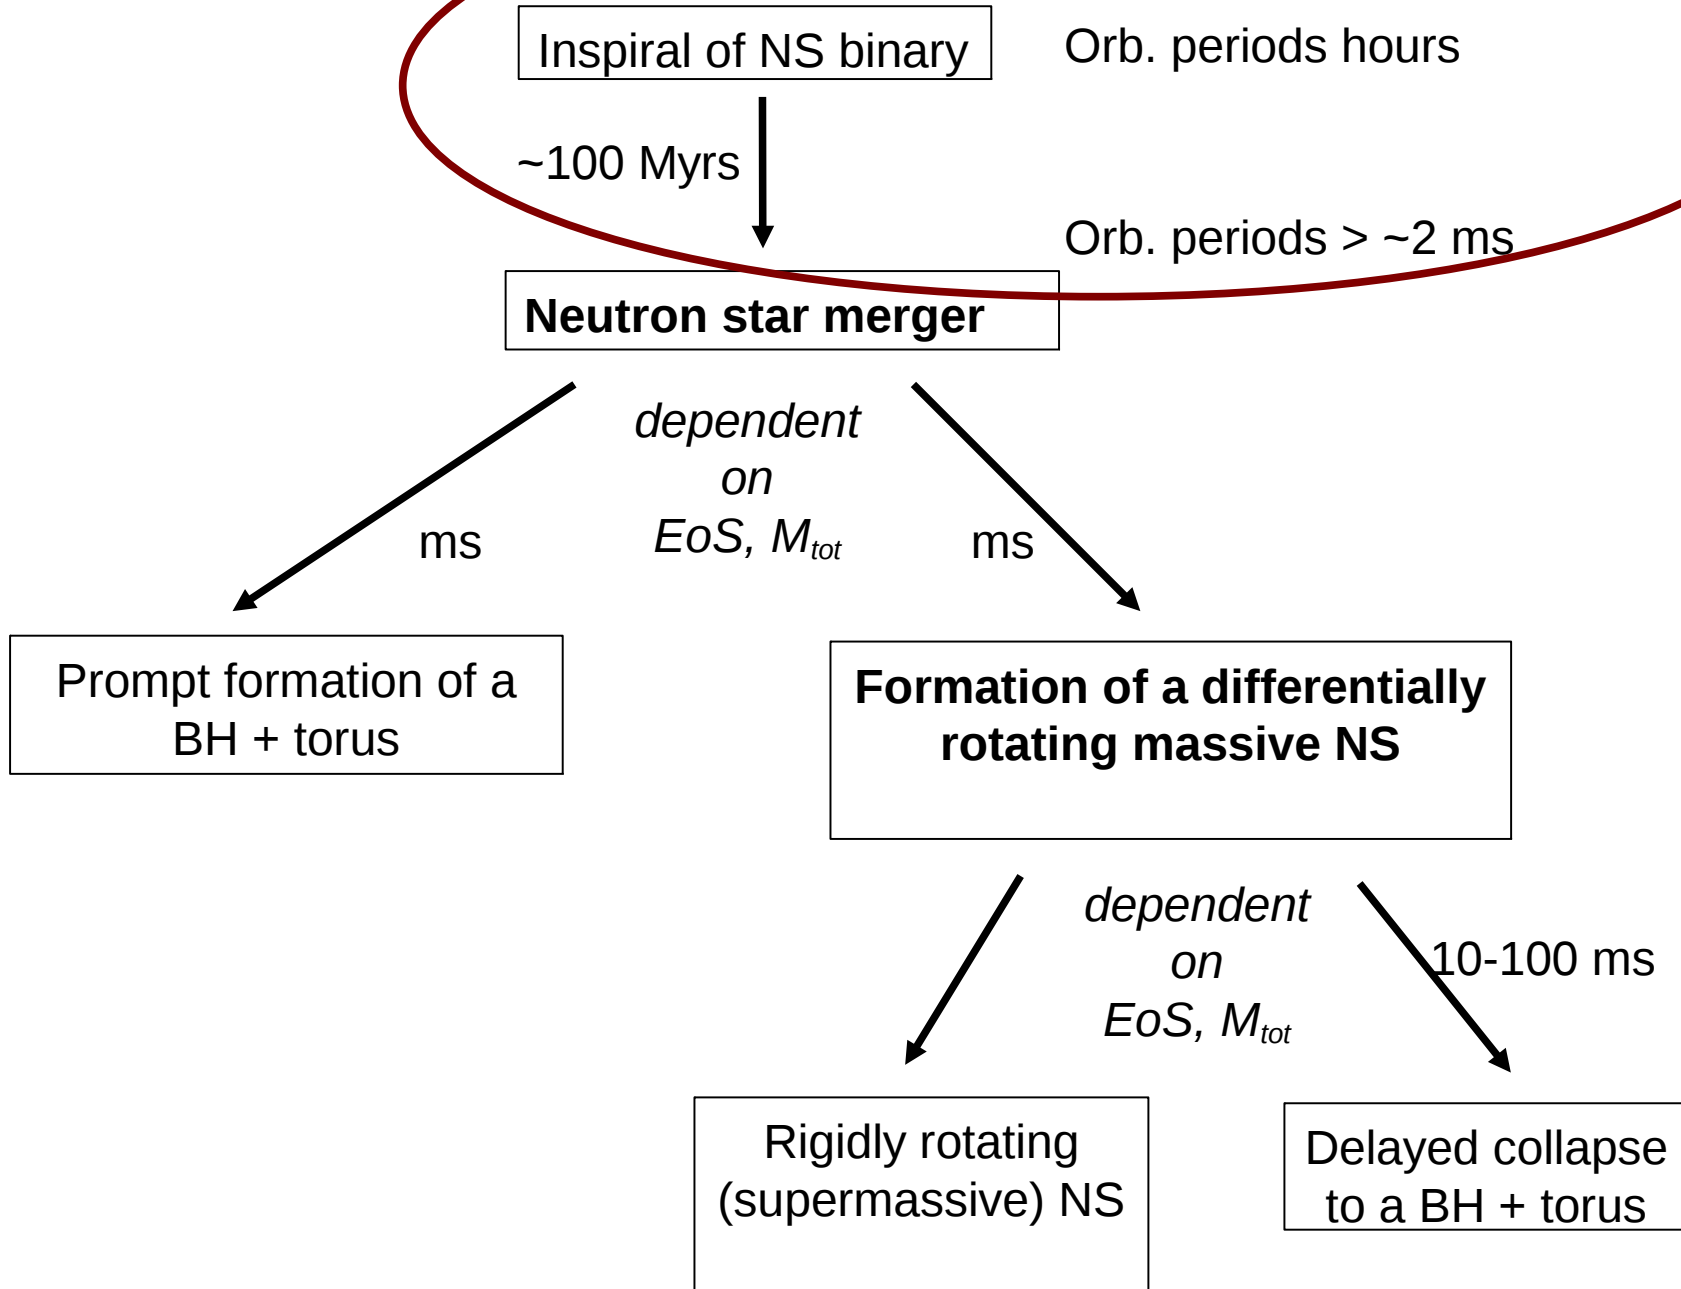 Inspiral of NS binary
Orb. periods hours
~100 Myrs
Orb. periods > ~2 ms
Neutron star merger
dependent
on
EoS, M_tot
ms
ms
Prompt formation of a
BH + torus
Formation of a differentially
rotating massive NS
dependent
on
EoS, M_tot
10-100 ms
Rigidly rotating
(supermassive) NS
Delayed collapse
to a BH + torus